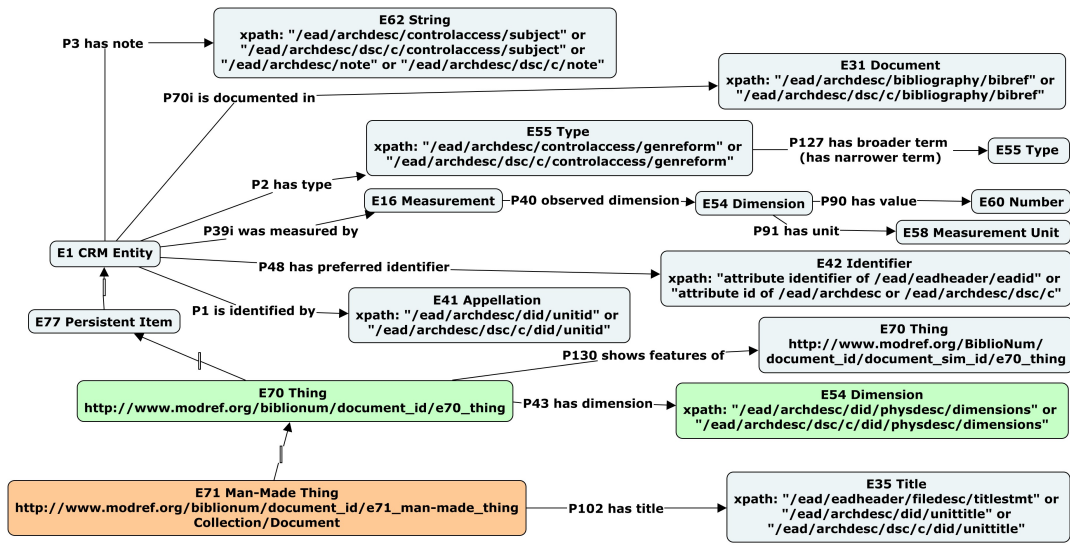 E62 String
xpath: "/ead/archdesc/controlaccess/subject" or
"/ead/archdesc/dsc/c/controlaccess/subject" or
"/ead/archdesc/note" or "/ead/archdesc/dsc/c/note"
P3 has note
E31 Document
xpath: "/ead/archdesc/bibliography/bibref" or
"/ead/archdesc/dsc/c/bibliography/bibref"
P70i is documented in
E55 Type
xpath: "/ead/archdesc/controlaccess/genreform" or
"/ead/archdesc/dsc/c/controlaccess/genreform"
P127 has broader term
(has narrower term)
E55 Type
P2 has type
E16 Measurement
P40 observed dimension
E54 Dimension
P90 has value
E60 Number
P39i was measured by
P91 has unit
E58 Measurement Unit
E1 CRM Entity
P48 has preferred identifier
E42 Identifier
xpath: "attribute identifier of /ead/eadheader/eadid" or
"attribute id of /ead/archdesc or /ead/archdesc/dsc/c"
P1 is identified by
E41 Appellation
xpath: "/ead/archdesc/did/unitid" or
"/ead/archdesc/dsc/c/did/unitid"
E77 Persistent Item
E70 Thing
http://www.modref.org/BiblioNum/
document_id/document_sim_id/e70_thing
P130 shows features of
E70 Thing
http://www.modref.org/biblionum/document_id/e70_thing
P43 has dimension
E54 Dimension
xpath: "/ead/archdesc/did/physdesc/dimensions" or
"/ead/archdesc/dsc/c/did/physdesc/dimensions"
E71 Man-Made Thing
http://www.modref.org/biblionum/document_id/e71_man-made_thing
Collection/Document
P102 has title
E35 Title
xpath: "/ead/eadheader/filedesc/titlestmt" or
"/ead/archdesc/did/unittitle" or
"/ead/archdesc/dsc/c/did/unittitle"